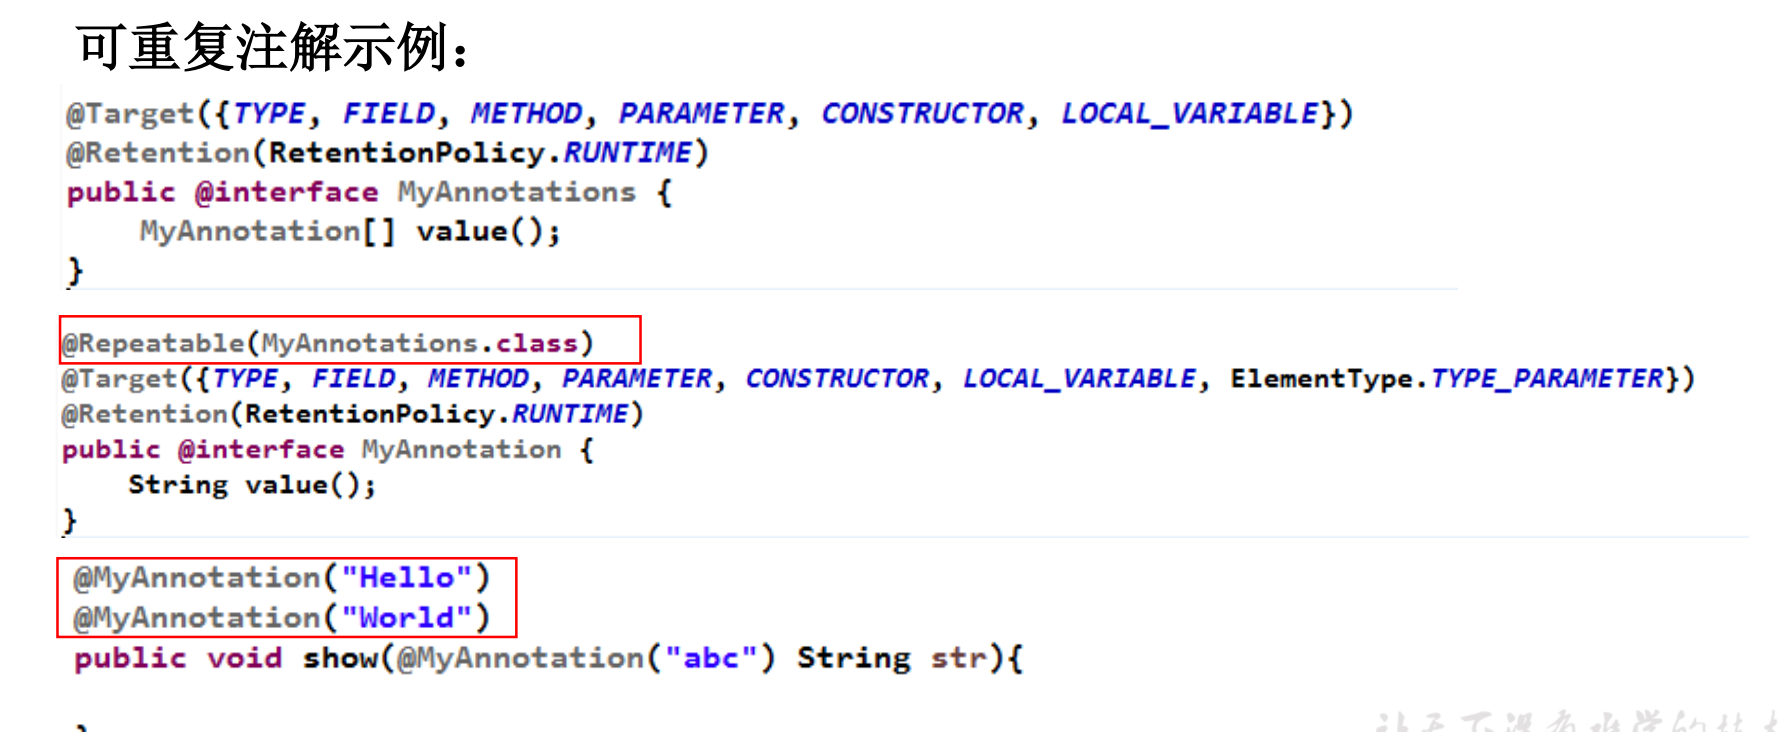 可重复注解示例：
@Target({TYPE, FIELD, METHOD, PARAMETER, CONSTRUCTOR, LOCAL_VARIABLE})
@Retention(RetentionPolicy.RUNTIME)
public @interface MyAnnotations {
    MyAnnotation[] value();
}
@Repeatable(MyAnnotations.class)
@Target({TYPE, FIELD, METHOD, PARAMETER, CONSTRUCTOR, LOCAL_VARIABLE, ElementType.TYPE_PARAMETER})
@Retention(RetentionPolicy.RUNTIME)
public @interface MyAnnotation {
    String value();
}
@MyAnnotation("Hello")
@MyAnnotation("World")
public void show(@MyAnnotation("abc") String str){